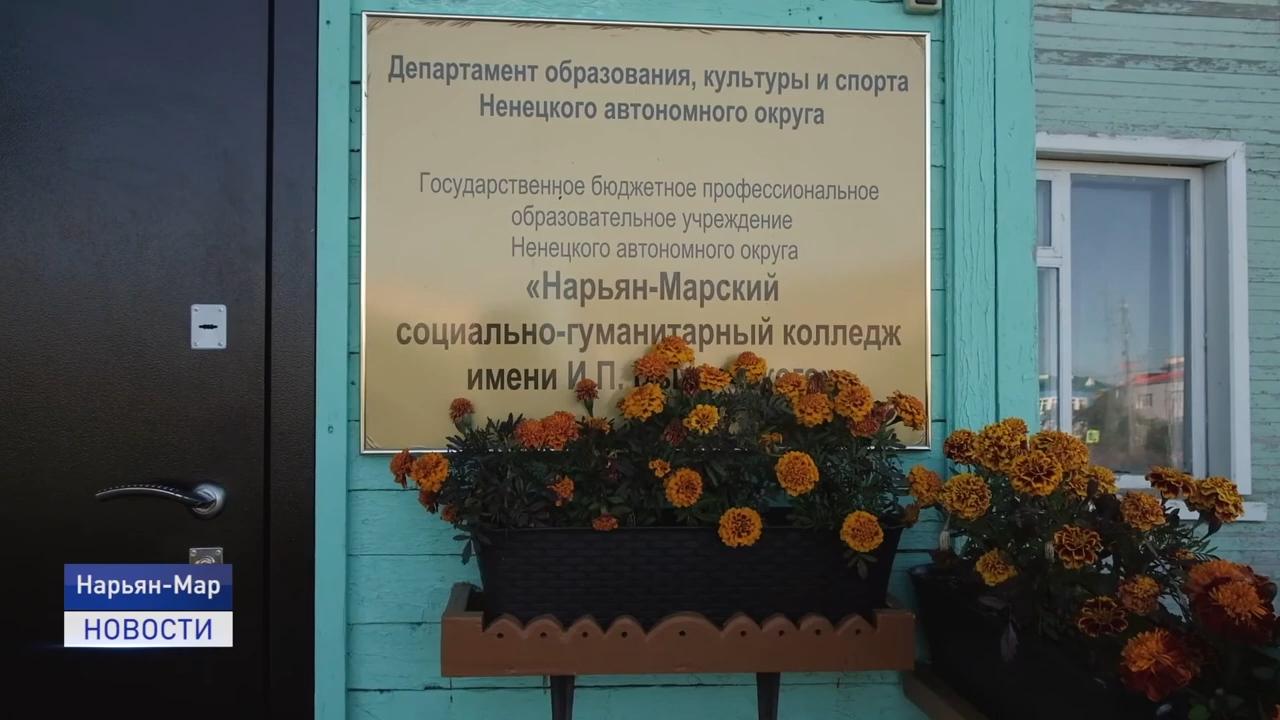 Департамент образования, культуры и спорта
Ненецкого автономного округа
Государственное бюджетное профессиональное
образовательное учреждение
Ненецкого автономного округа
«Нарьян-Марский
социально-гуманитарный колледж
имени И.П.
Нарьян-Мар
НОВОСТИ